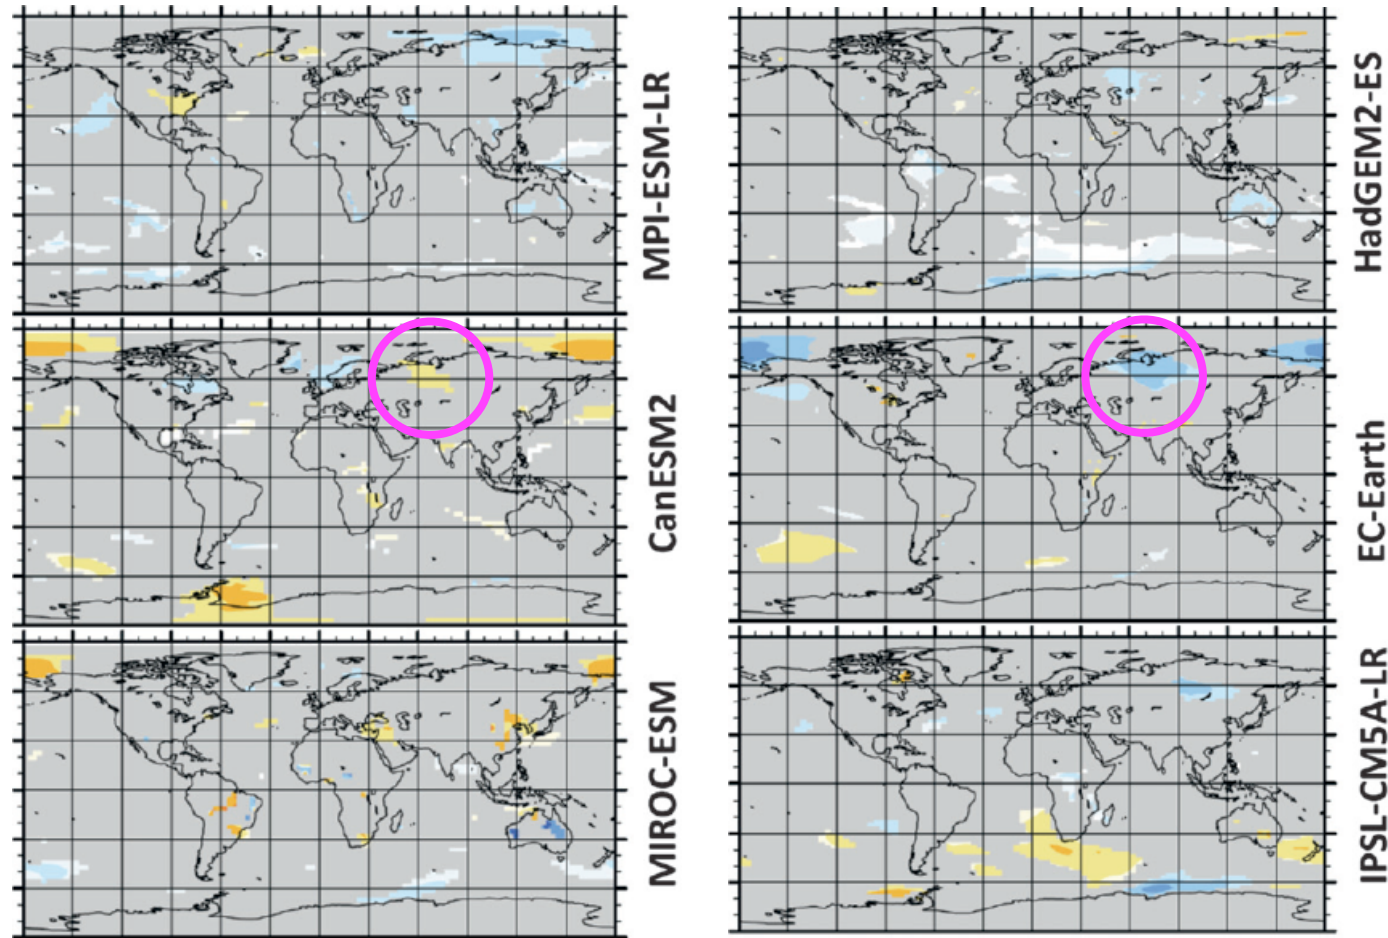 MPI-ESM-LR
HadGEM2-ES
CanESM2
EC-Earth
MIROC-ESM
IPSL-CM5A-LR